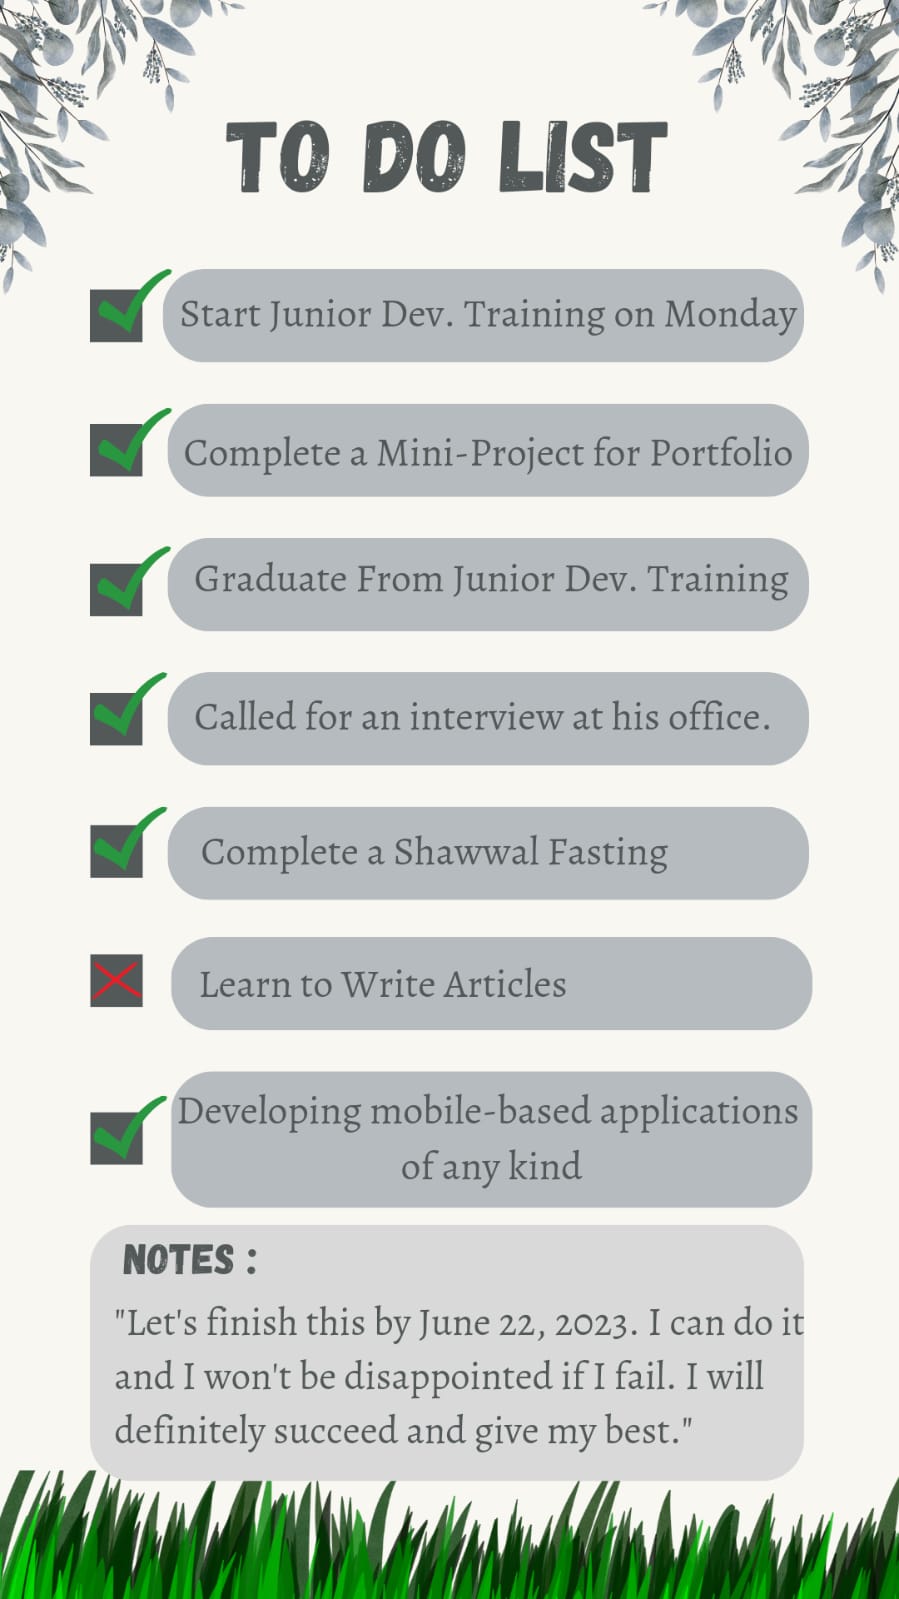 TO DO LIST
Start Junior Dev. Training on Monday
Complete a Mini-Project for Portfolio
Graduate From Junior Dev. Training
Called for an interview at his office.
Complete a Shawwal Fasting
Learn to Write Articles
Developing mobile-based applications
of any kind
NOTES :
"Let's finish this by June 22, 2023. I can do it
and I won't be disappointed if I fail. I will
definitely succeed and give my best."